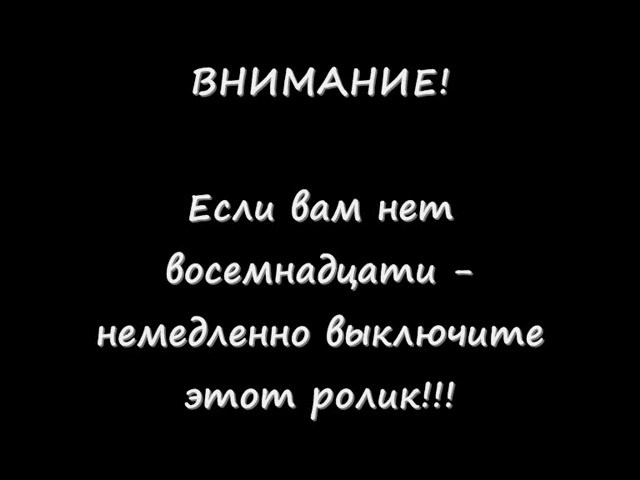 ВНИМАНИЕ!
Если вам нет
восемнадцати -
немедленно выключите
этот ролик!!!